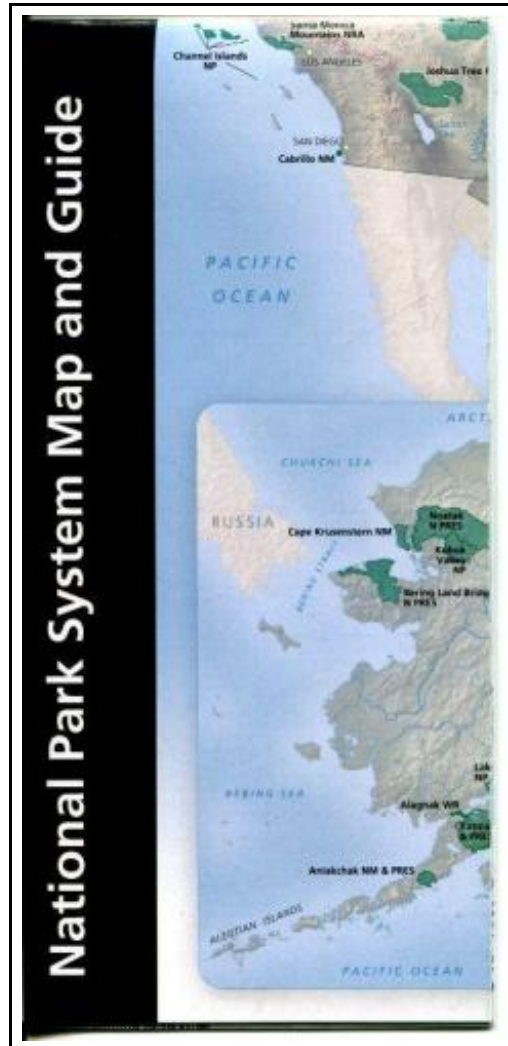 National Park System Map and Guide
Santa Monica
Mountains NRA
Channel Islands
NP
LOS ANGELES
Joshua Tree
SAN DIEGO
Cabrillo NM
PACIFIC
OCEAN
CHUKCHI SEA
RUSSIA
Noatak
N PRES
Cape Krusenstern NM
Kobuk
Valley
NP
BERING STRAIT
Bering Land Bridge
N PRES
BERING SEA
NP
Alagnak WR
Aniakchak NM & PRES
ALEUTIAN ISLANDS
PACIFIC OCEAN